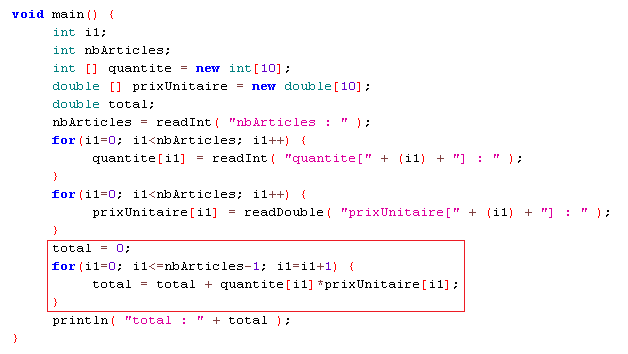 void main() {
int i1;
int nbArticles;
int [] quantite = new int[10];
double [] prixUnitaire = new double[10];
double total;
nbArticles = readInt( "nbArticles : " );
for(i1=0; i1<nbArticles; i1++) {
quantite[i1] = readInt( "quantite[" + (i1) + "] : " );
}
for(i1=0; i1<nbArticles; i1++) {
prixUnitaire[i1] = readDouble( "prixUnitaire[" + (i1) + "] : " );
}
total = 0;
for(i1=0; i1<=nbArticles-1; i1=i1+1) {
total = total + quantite[i1]*prixUnitaire[i1];
}
println( "total : " + total );
}